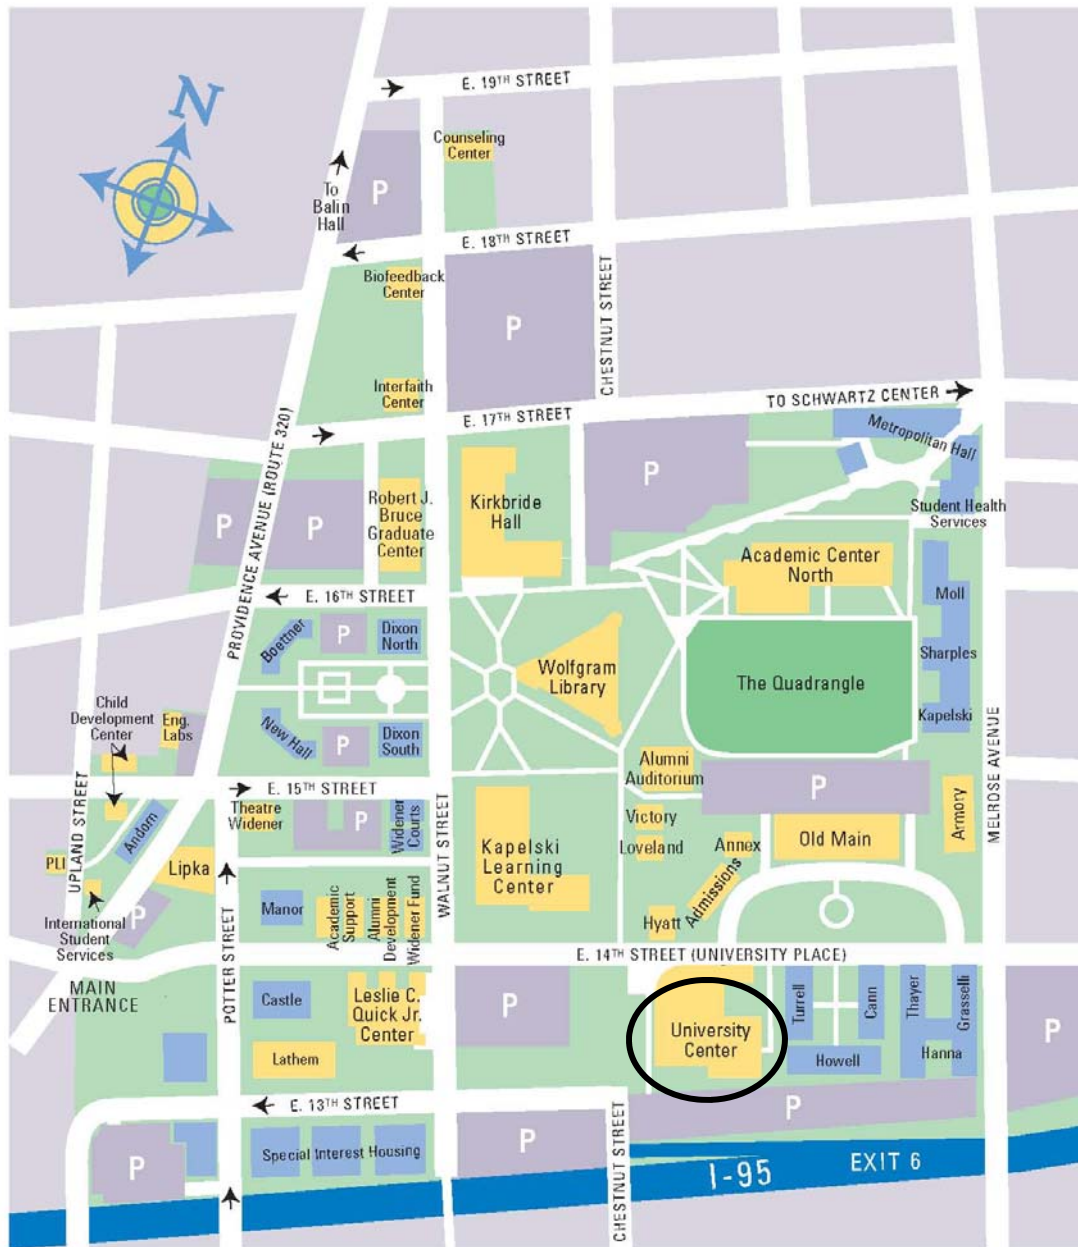 E. 19TH STREET
N
Counseling
Center
To
Balin
Hall
P
E. 18TH STREET
Biofeedback
Center
P
CHESTNUT STREET
Interfaith
Center
TO SCHWARTZ CENTER
E. 17TH STREET
PROVIDENCE AVENUE (ROUTE 320)
Metropolitan Hall
P
P
P
Robert J.
Bruce
Graduate
Center
Kirkbride
Hall
Student Health
Services
Academic Center
North
E. 16TH STREET
Moll
Boettner
P
Dixon
North
Sharples
Wolfgram
Library
The Quadrangle
Child
Development
Center
Eng.
Labs
New Hall
P
Dixon
South
Kapelski
Alumni
Auditorium
MELROSE AVENUE
E. 15TH STREET
P
UPLAND STREET
Andorn
Theatre
Widener
P
Widener
Courts
WALNUT STREET
Victory
Loveland
Annex
Old Main
Armory
PLI
Lipka
Kapelski
Learning
Center
Admissions
Hyatt
P
International
Student
Services
Manor
Academic
Support
Alumni
Development
Widener Fund
E. 14TH STREET (UNIVERSITY PLACE)
MAIN
ENTRANCE
POTTER STREET
Castle
Leslie C.
Quick Jr.
Center
P
University
Center
Turrell
Cann
Thayer
Grasselli
P
Lathem
Howell
Hanna
E. 13TH STREET
P
CHESTNUT STREET
P
P
Special Interest Housing
I-95
EXIT 6